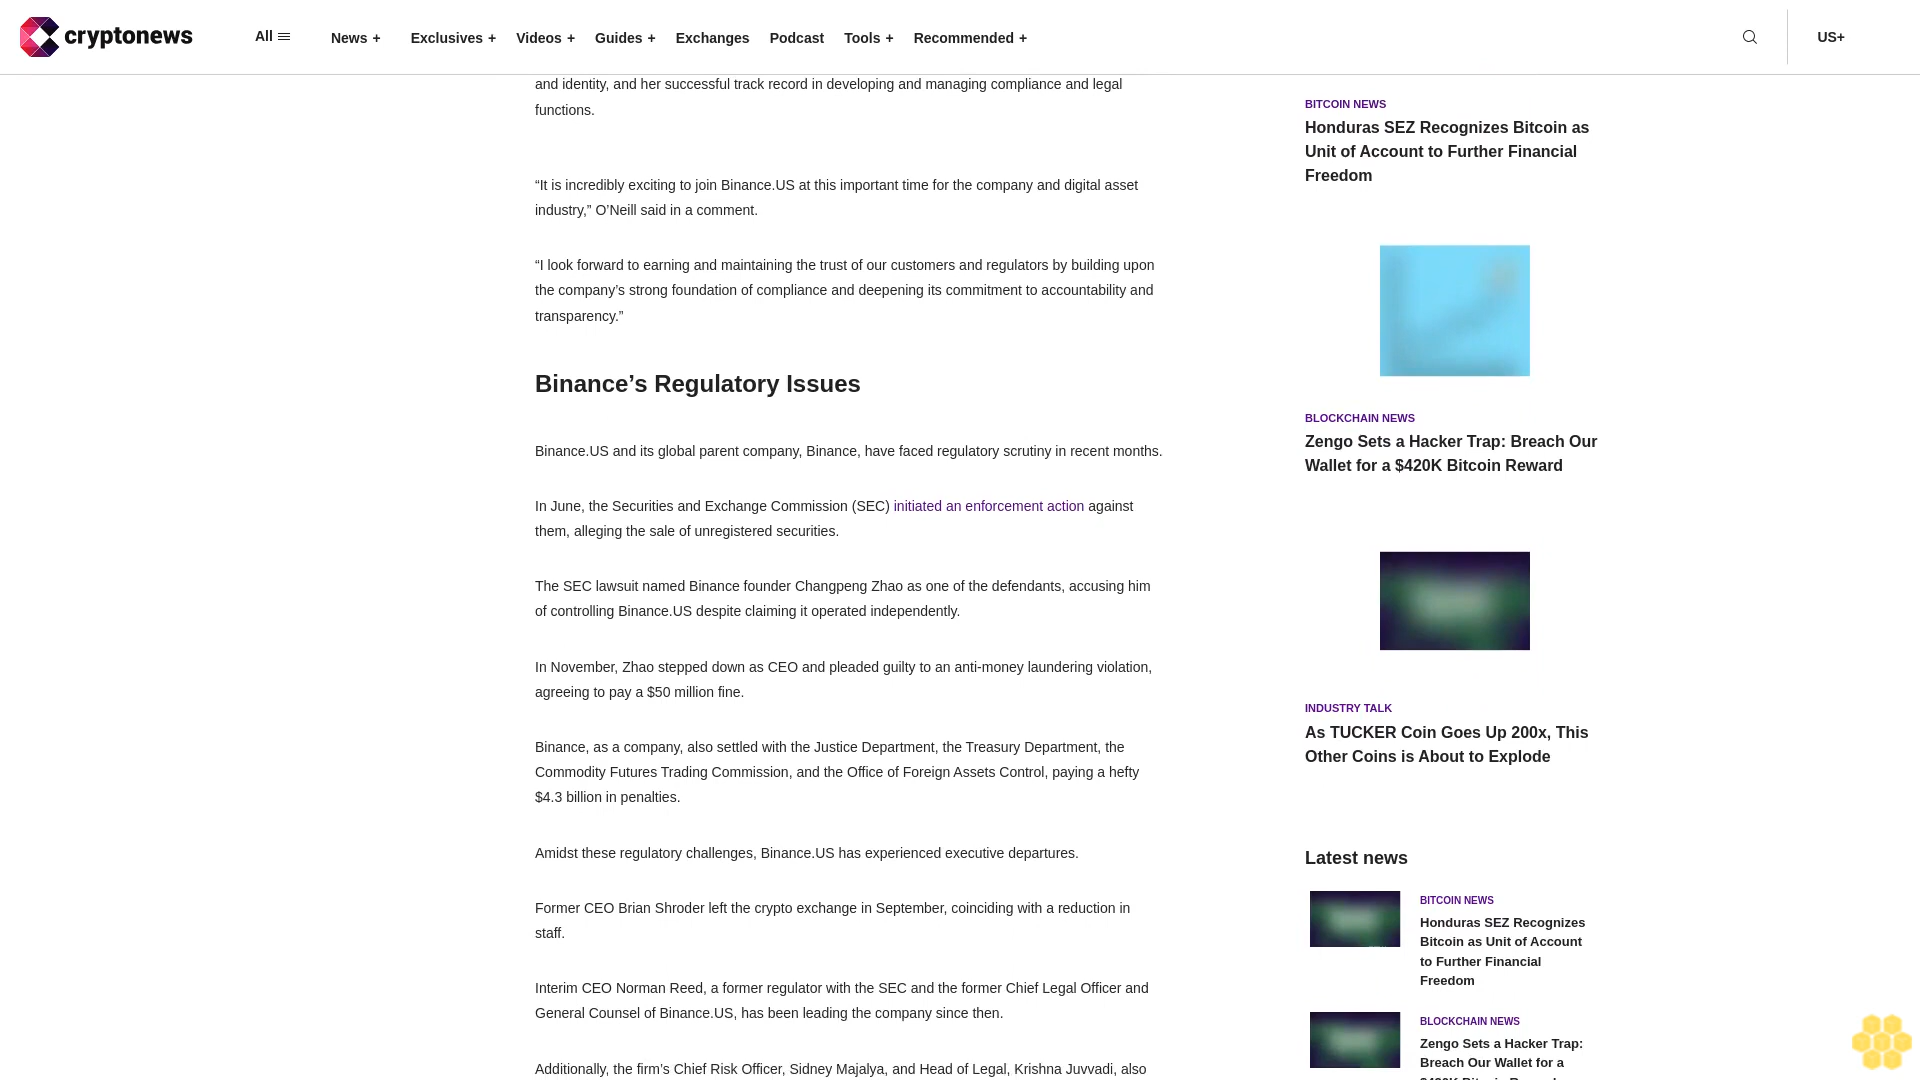 cryptonews
All
News +
Exclusives +
Videos +
Guides +
Exchanges
Podcast
Tools +
Recommended +
US+
and identity, and her successful track record in developing and managing compliance and legal
functions.
“It is incredibly exciting to join Binance.US at this important time for the company and digital asset
industry,” O’Neill said in a comment.
“I look forward to earning and maintaining the trust of our customers and regulators by building upon
the company’s strong foundation of compliance and deepening its commitment to accountability and
transparency.”
Binance’s Regulatory Issues
Binance.US and its global parent company, Binance, have faced regulatory scrutiny in recent months.
In June, the Securities and Exchange Commission (SEC) initiated an enforcement action against
them, alleging the sale of unregistered securities.
The SEC lawsuit named Binance founder Changpeng Zhao as one of the defendants, accusing him
of controlling Binance.US despite claiming it operated independently.
In November, Zhao stepped down as CEO and pleaded guilty to an anti-money laundering violation,
agreeing to pay a $50 million fine.
Binance, as a company, also settled with the Justice Department, the Treasury Department, the
Commodity Futures Trading Commission, and the Office of Foreign Assets Control, paying a hefty
$4.3 billion in penalties.
Amidst these regulatory challenges, Binance.US has experienced executive departures.
Former CEO Brian Shroder left the crypto exchange in September, coinciding with a reduction in
staff.
Interim CEO Norman Reed, a former regulator with the SEC and the former Chief Legal Officer and
General Counsel of Binance.US, has been leading the company since then.
Additionally, the firm’s Chief Risk Officer, Sidney Majalya, and Head of Legal, Krishna Juvvadi, also
BITCOIN NEWS
Honduras SEZ Recognizes Bitcoin as
Unit of Account to Further Financial
Freedom
BLOCKCHAIN NEWS
Zengo Sets a Hacker Trap: Breach Our
Wallet for a $420K Bitcoin Reward
INDUSTRY TALK
As TUCKER Coin Goes Up 200x, This
Other Coins is About to Explode
Latest news
BITCOIN NEWS
Honduras SEZ Recognizes
Bitcoin as Unit of Account
to Further Financial
Freedom
BLOCKCHAIN NEWS
Zengo Sets a Hacker Trap:
Breach Our Wallet for a
$420K Bitcoin Reward